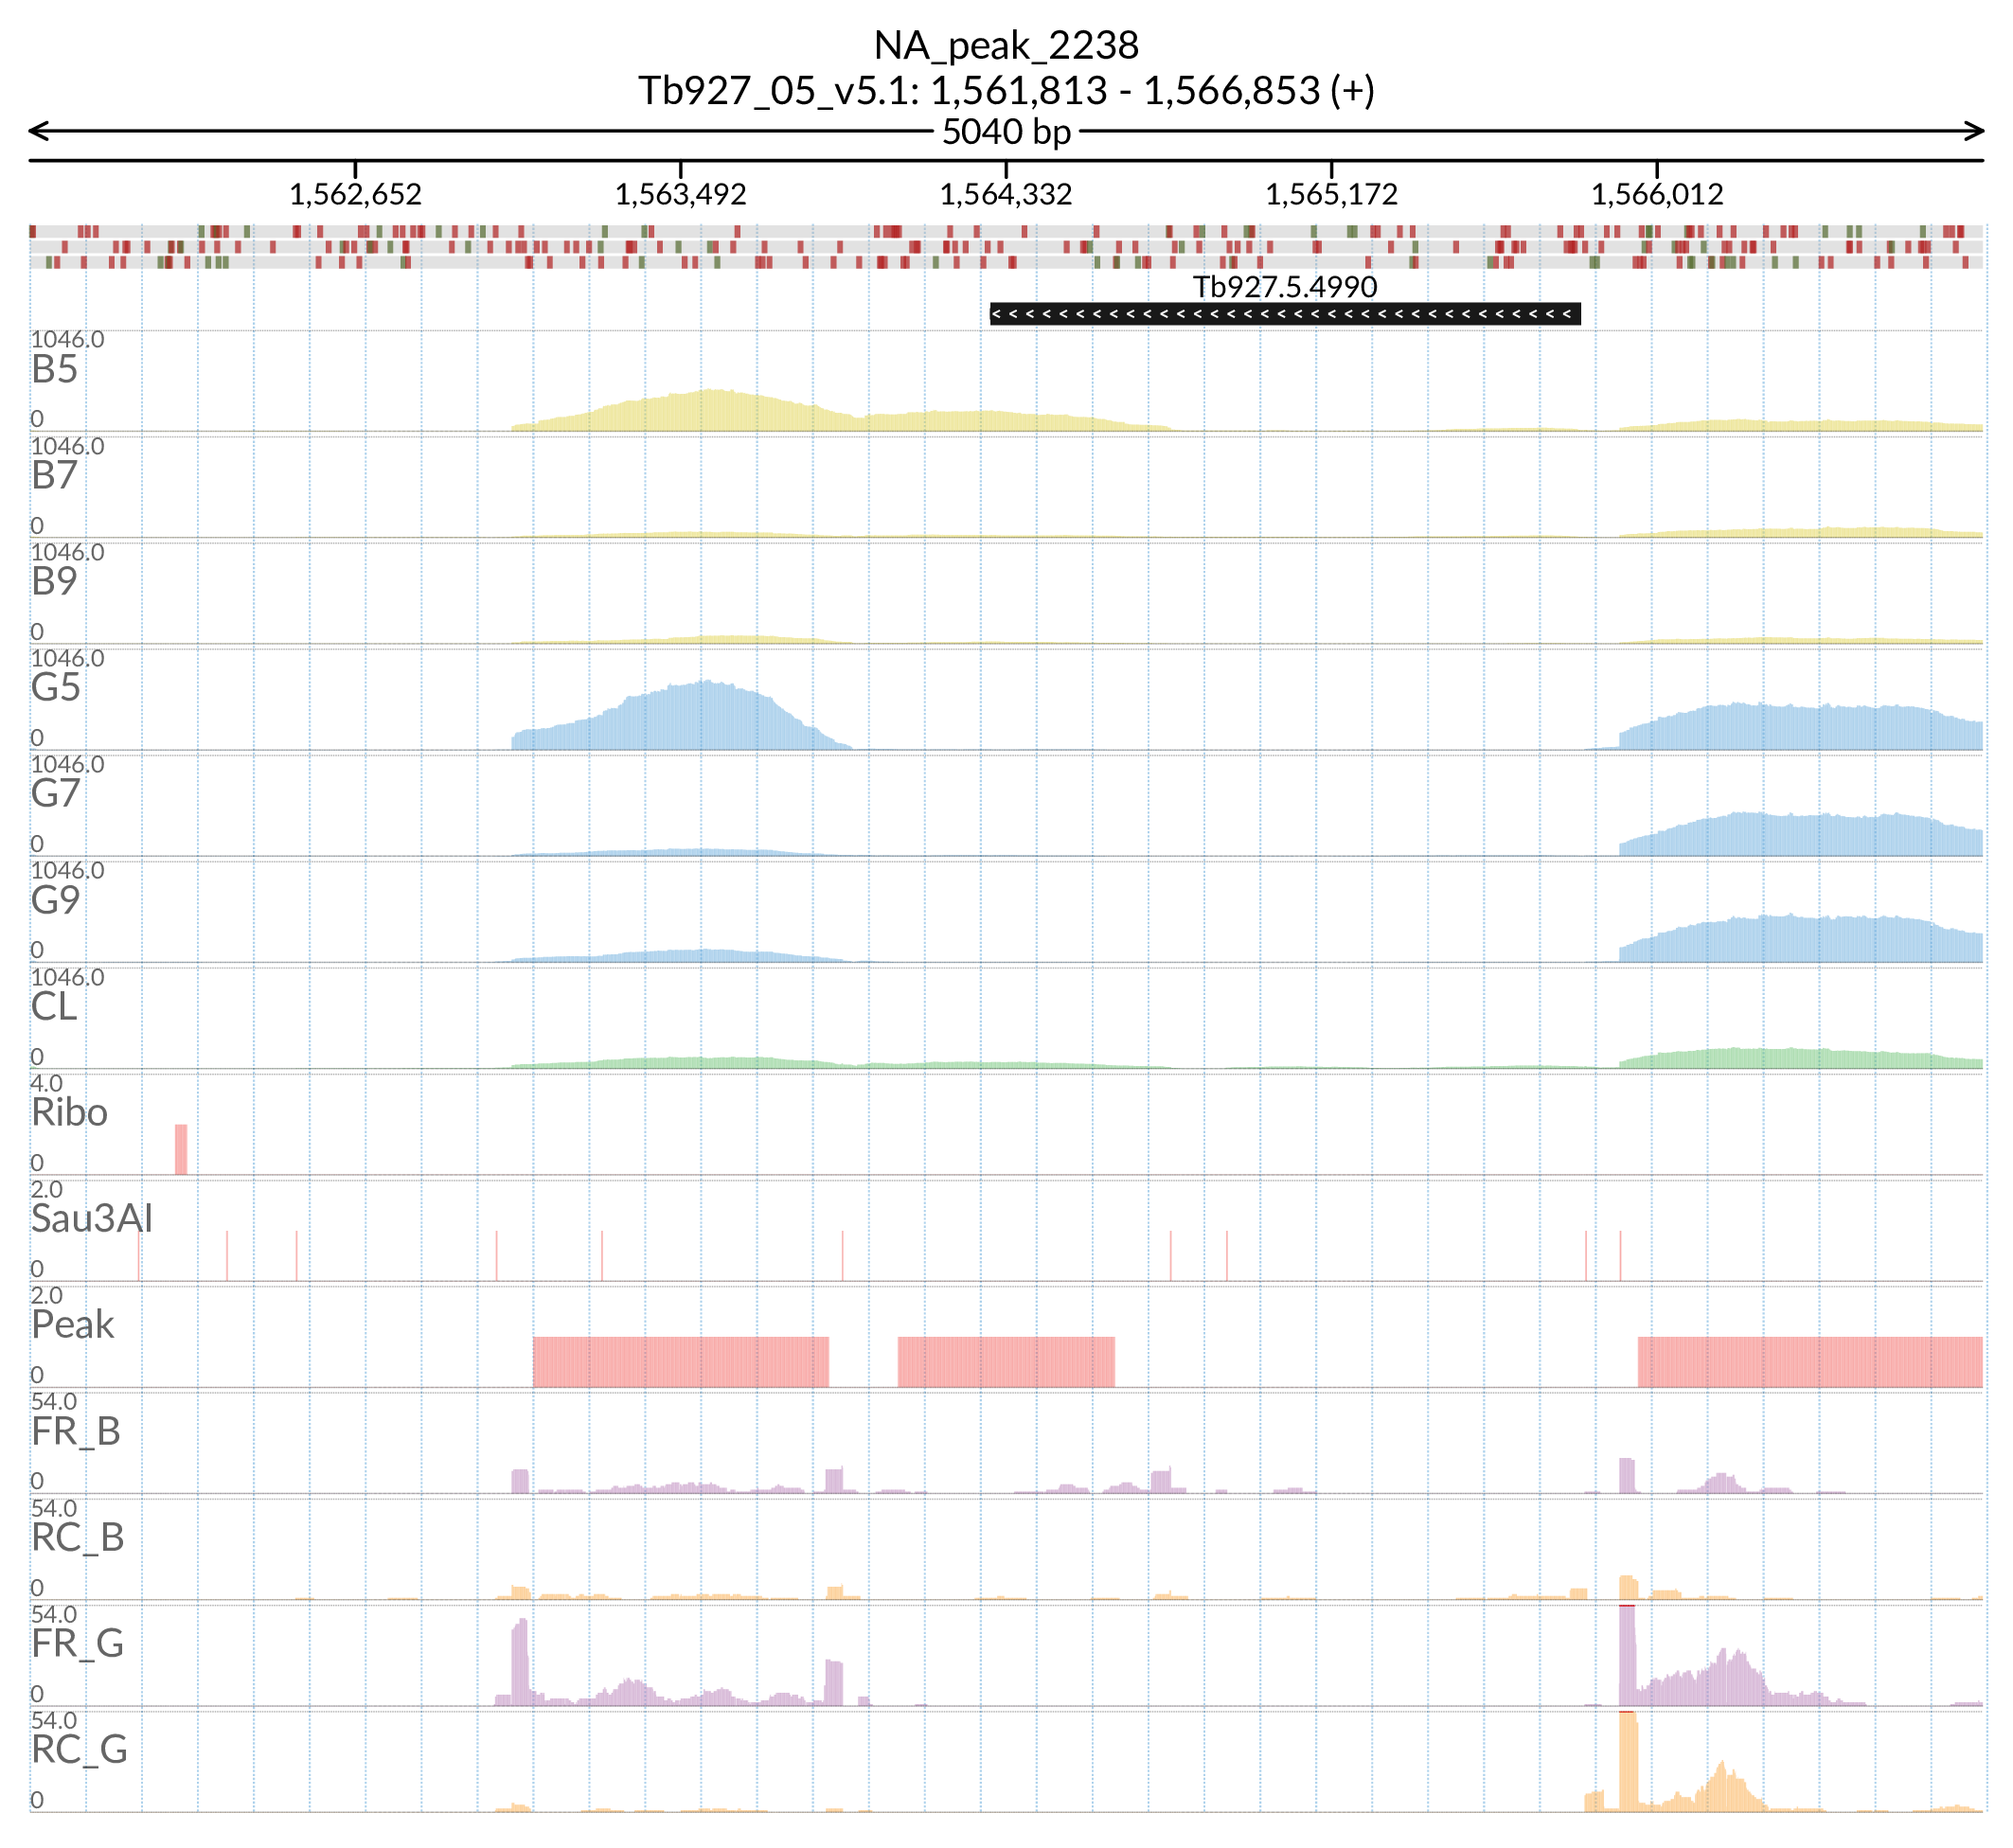 NA_peak_2238
Tb927_05_v5.1: 1,561,813 - 1,566,853 (+)
5040 bp
1,562,652 1,563,492 1,564,332 1,565,172 1,566,012
Tb927.5.4990
< < < < < < < < < < < < < < < < < < < < < < < < < < < < < < < < < < <
1046.0
B5
0
1046.0
B7
0
1046.0
B9
0
1046.0
G5
0
1046.0
G7
0
1046.0
G9
0
1046.0
CL
0
4.0
Ribo
0
2.0
Sau3AI
0
2.0
Peak
0
54.0
FR_B
0
54.0
RC_B
0
54.0
FR_G
0
54.0
RC_G
0